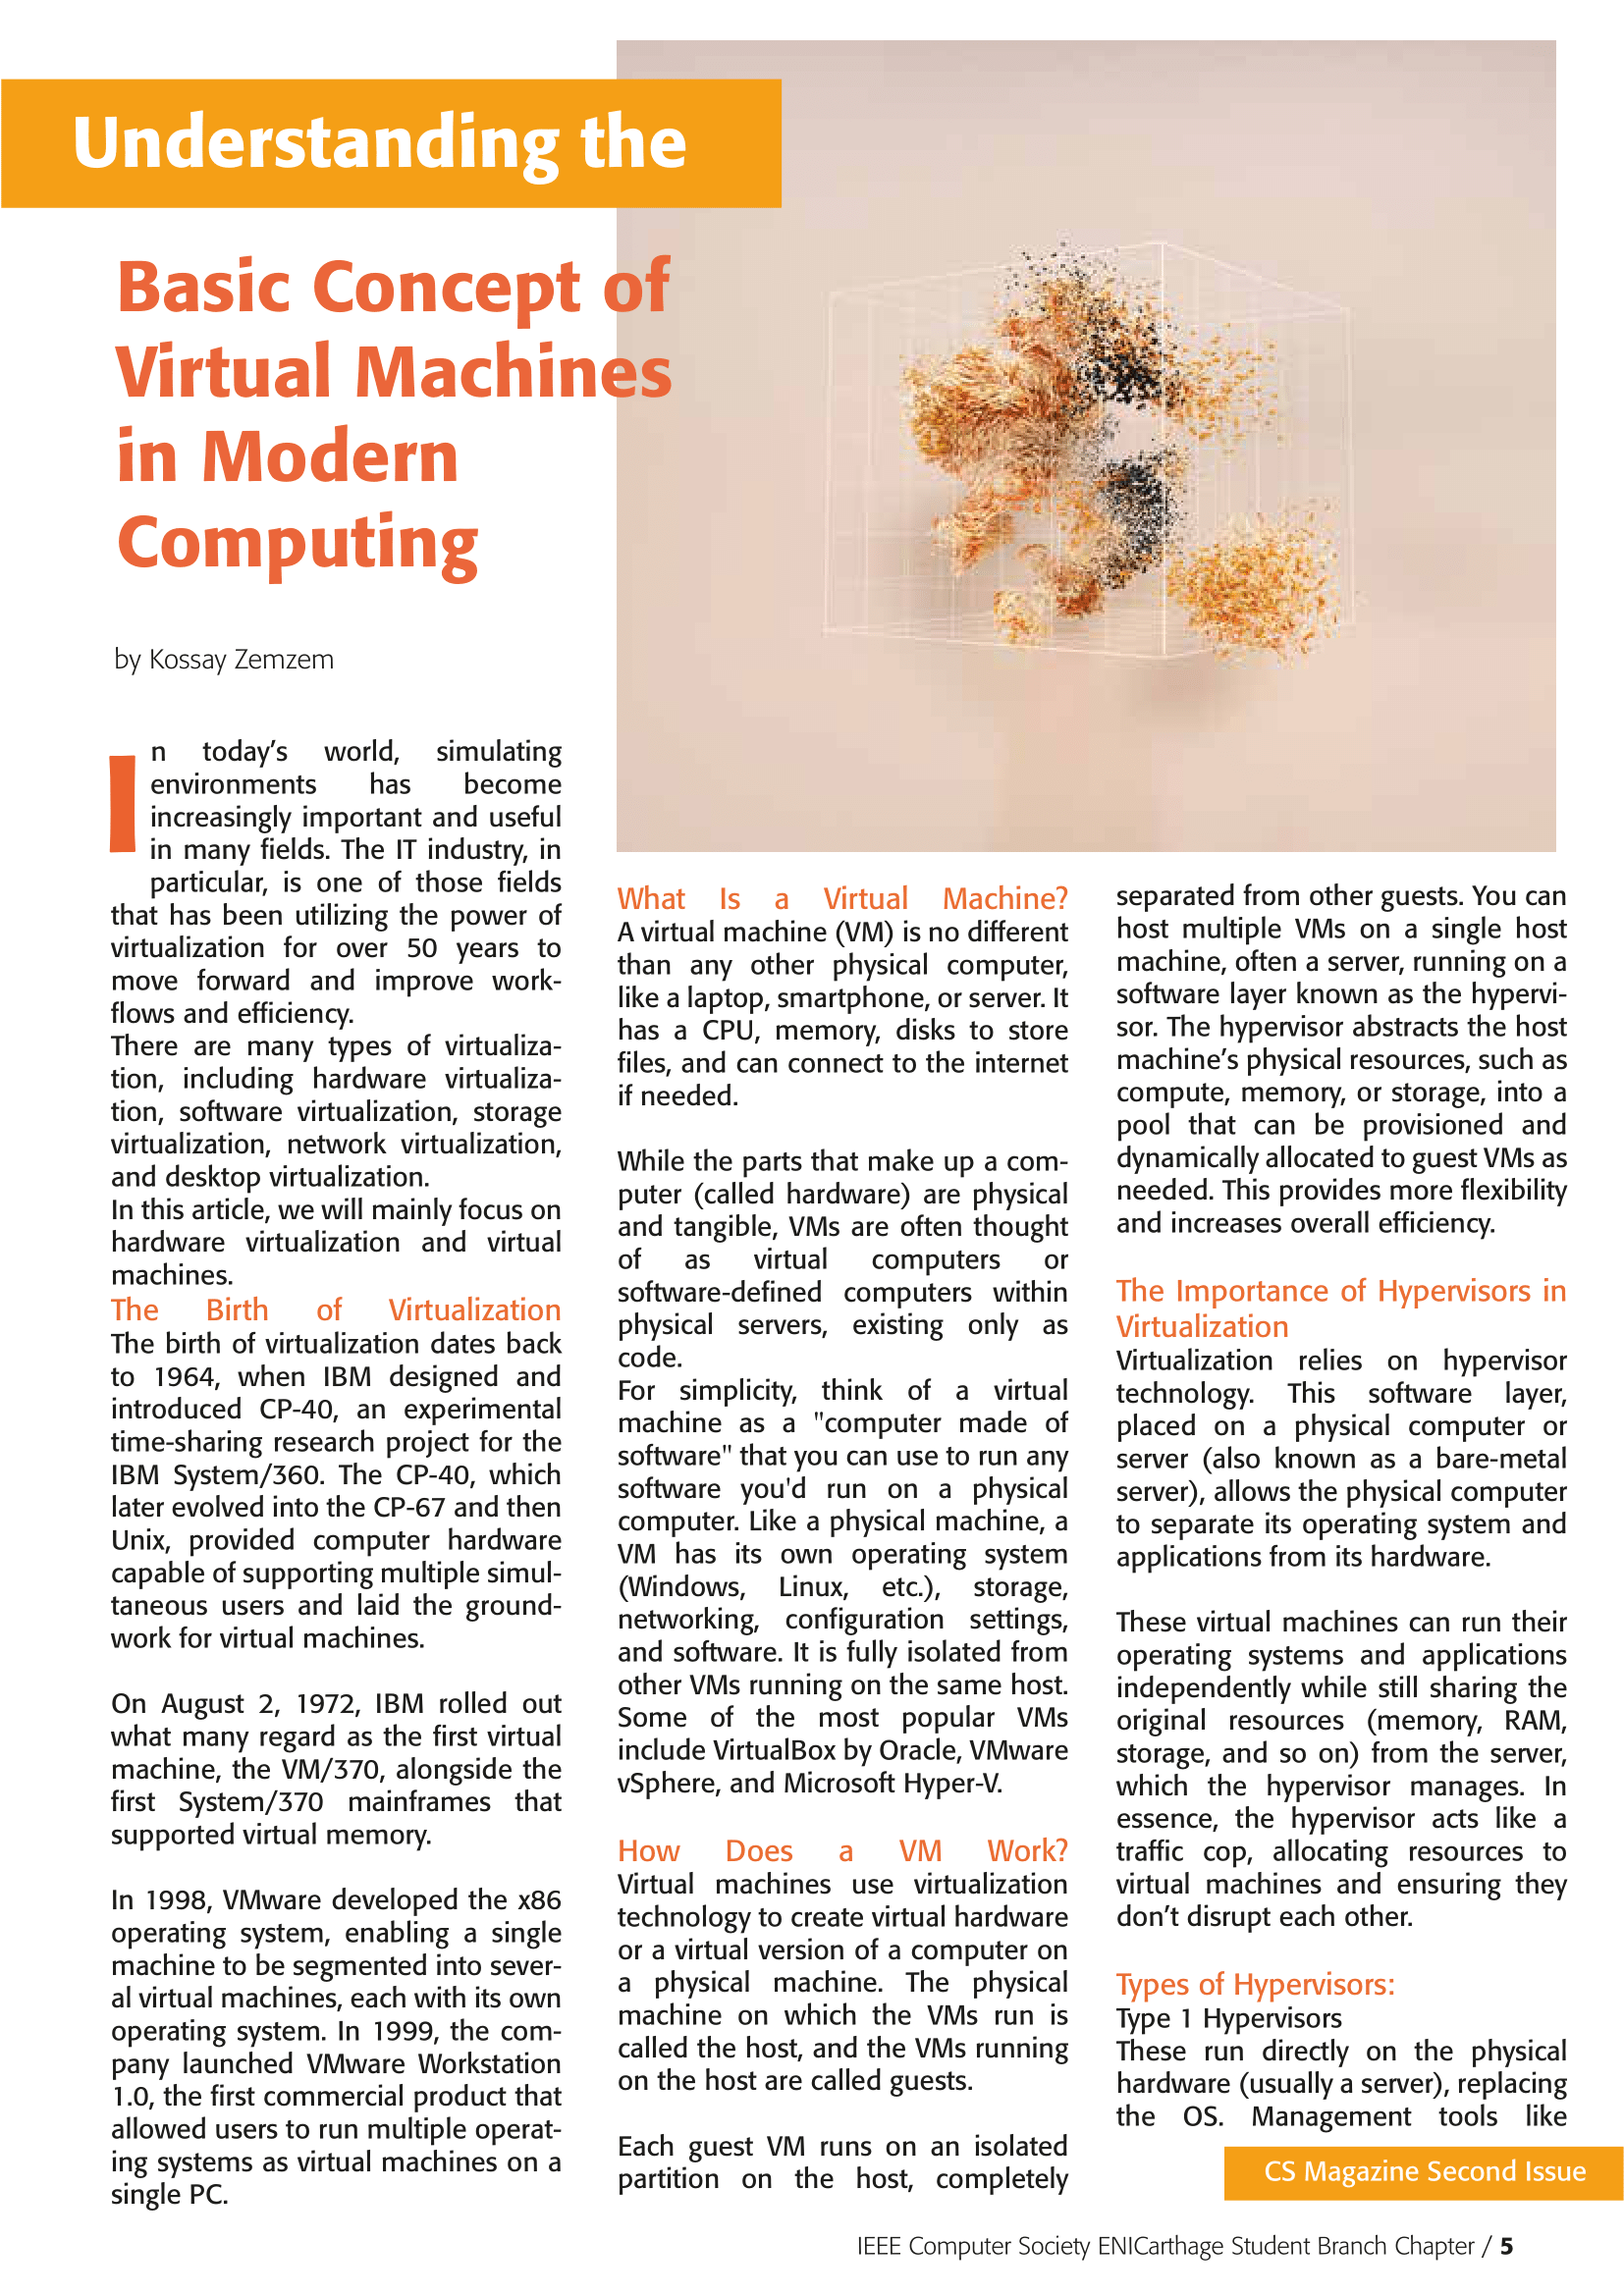 Understanding the
Basic Concept of
Virtual Machines
in Modern
Computing
by Kossay Zemzem
In today’s world, simulating
environments has become
increasingly important and useful
in many fields. The IT industry, in
particular, is one of those fields
that has been utilizing the power of
virtualization for over 50 years to
move forward and improve work-
flows and efficiency.
There are many types of virtualiza-
tion, including hardware virtualiza-
tion, software virtualization, storage
virtualization, network virtualization,
and desktop virtualization.
In this article, we will mainly focus on
hardware virtualization and virtual
machines.
The Birth of Virtualization
The birth of virtualization dates back
to 1964, when IBM designed and
introduced CP-40, an experimental
time-sharing research project for the
IBM System/360. The CP-40, which
later evolved into the CP-67 and then
Unix, provided computer hardware
capable of supporting multiple simul-
taneous users and laid the ground-
work for virtual machines.
On August 2, 1972, IBM rolled out
what many regard as the first virtual
machine, the VM/370, alongside the
first System/370 mainframes that
supported virtual memory.
In 1998, VMware developed the x86
operating system, enabling a single
machine to be segmented into sever-
al virtual machines, each with its own
operating system. In 1999, the com-
pany launched VMware Workstation
1.0, the first commercial product that
allowed users to run multiple operat-
ing systems as virtual machines on a
single PC.
What Is a Virtual Machine?
A virtual machine (VM) is no different
than any other physical computer,
like a laptop, smartphone, or server. It
has a CPU, memory, disks to store
files, and can connect to the internet
if needed.
While the parts that make up a com-
puter (called hardware) are physical
and tangible, VMs are often thought
of as virtual computers or
software-defined computers within
physical servers, existing only as
code.
For simplicity, think of a virtual
machine as a "computer made of
software" that you can use to run any
software you'd run on a physical
computer. Like a physical machine, a
VM has its own operating system
(Windows, Linux, etc.), storage,
networking, configuration settings,
and software. It is fully isolated from
other VMs running on the same host.
Some of the most popular VMs
include VirtualBox by Oracle, VMware
vSphere, and Microsoft Hyper-V.
How Does a VM Work?
Virtual machines use virtualization
technology to create virtual hardware
or a virtual version of a computer on
a physical machine. The physical
machine on which the VMs run is
called the host, and the VMs running
on the host are called guests.
Each guest VM runs on an isolated
partition on the host, completely
separated from other guests. You can
host multiple VMs on a single host
machine, often a server, running on a
software layer known as the hypervi-
sor. The hypervisor abstracts the host
machine’s physical resources, such as
compute, memory, or storage, into a
pool that can be provisioned and
dynamically allocated to guest VMs as
needed. This provides more flexibility
and increases overall efficiency.
The Importance of Hypervisors in
Virtualization
Virtualization relies on hypervisor
technology. This software layer,
placed on a physical computer or
server (also known as a bare-metal
server), allows the physical computer
to separate its operating system and
applications from its hardware.
These virtual machines can run their
operating systems and applications
independently while still sharing the
original resources (memory, RAM,
storage, and so on) from the server,
which the hypervisor manages. In
essence, the hypervisor acts like a
traffic cop, allocating resources to
virtual machines and ensuring they
don’t disrupt each other.
Types of Hypervisors:
Type 1 Hypervisors
These run directly on the physical
hardware (usually a server), replacing
the OS. Management tools like
CS Magazine Second Issue
IEEE Computer Society ENICarthage Student Branch Chapter / 5